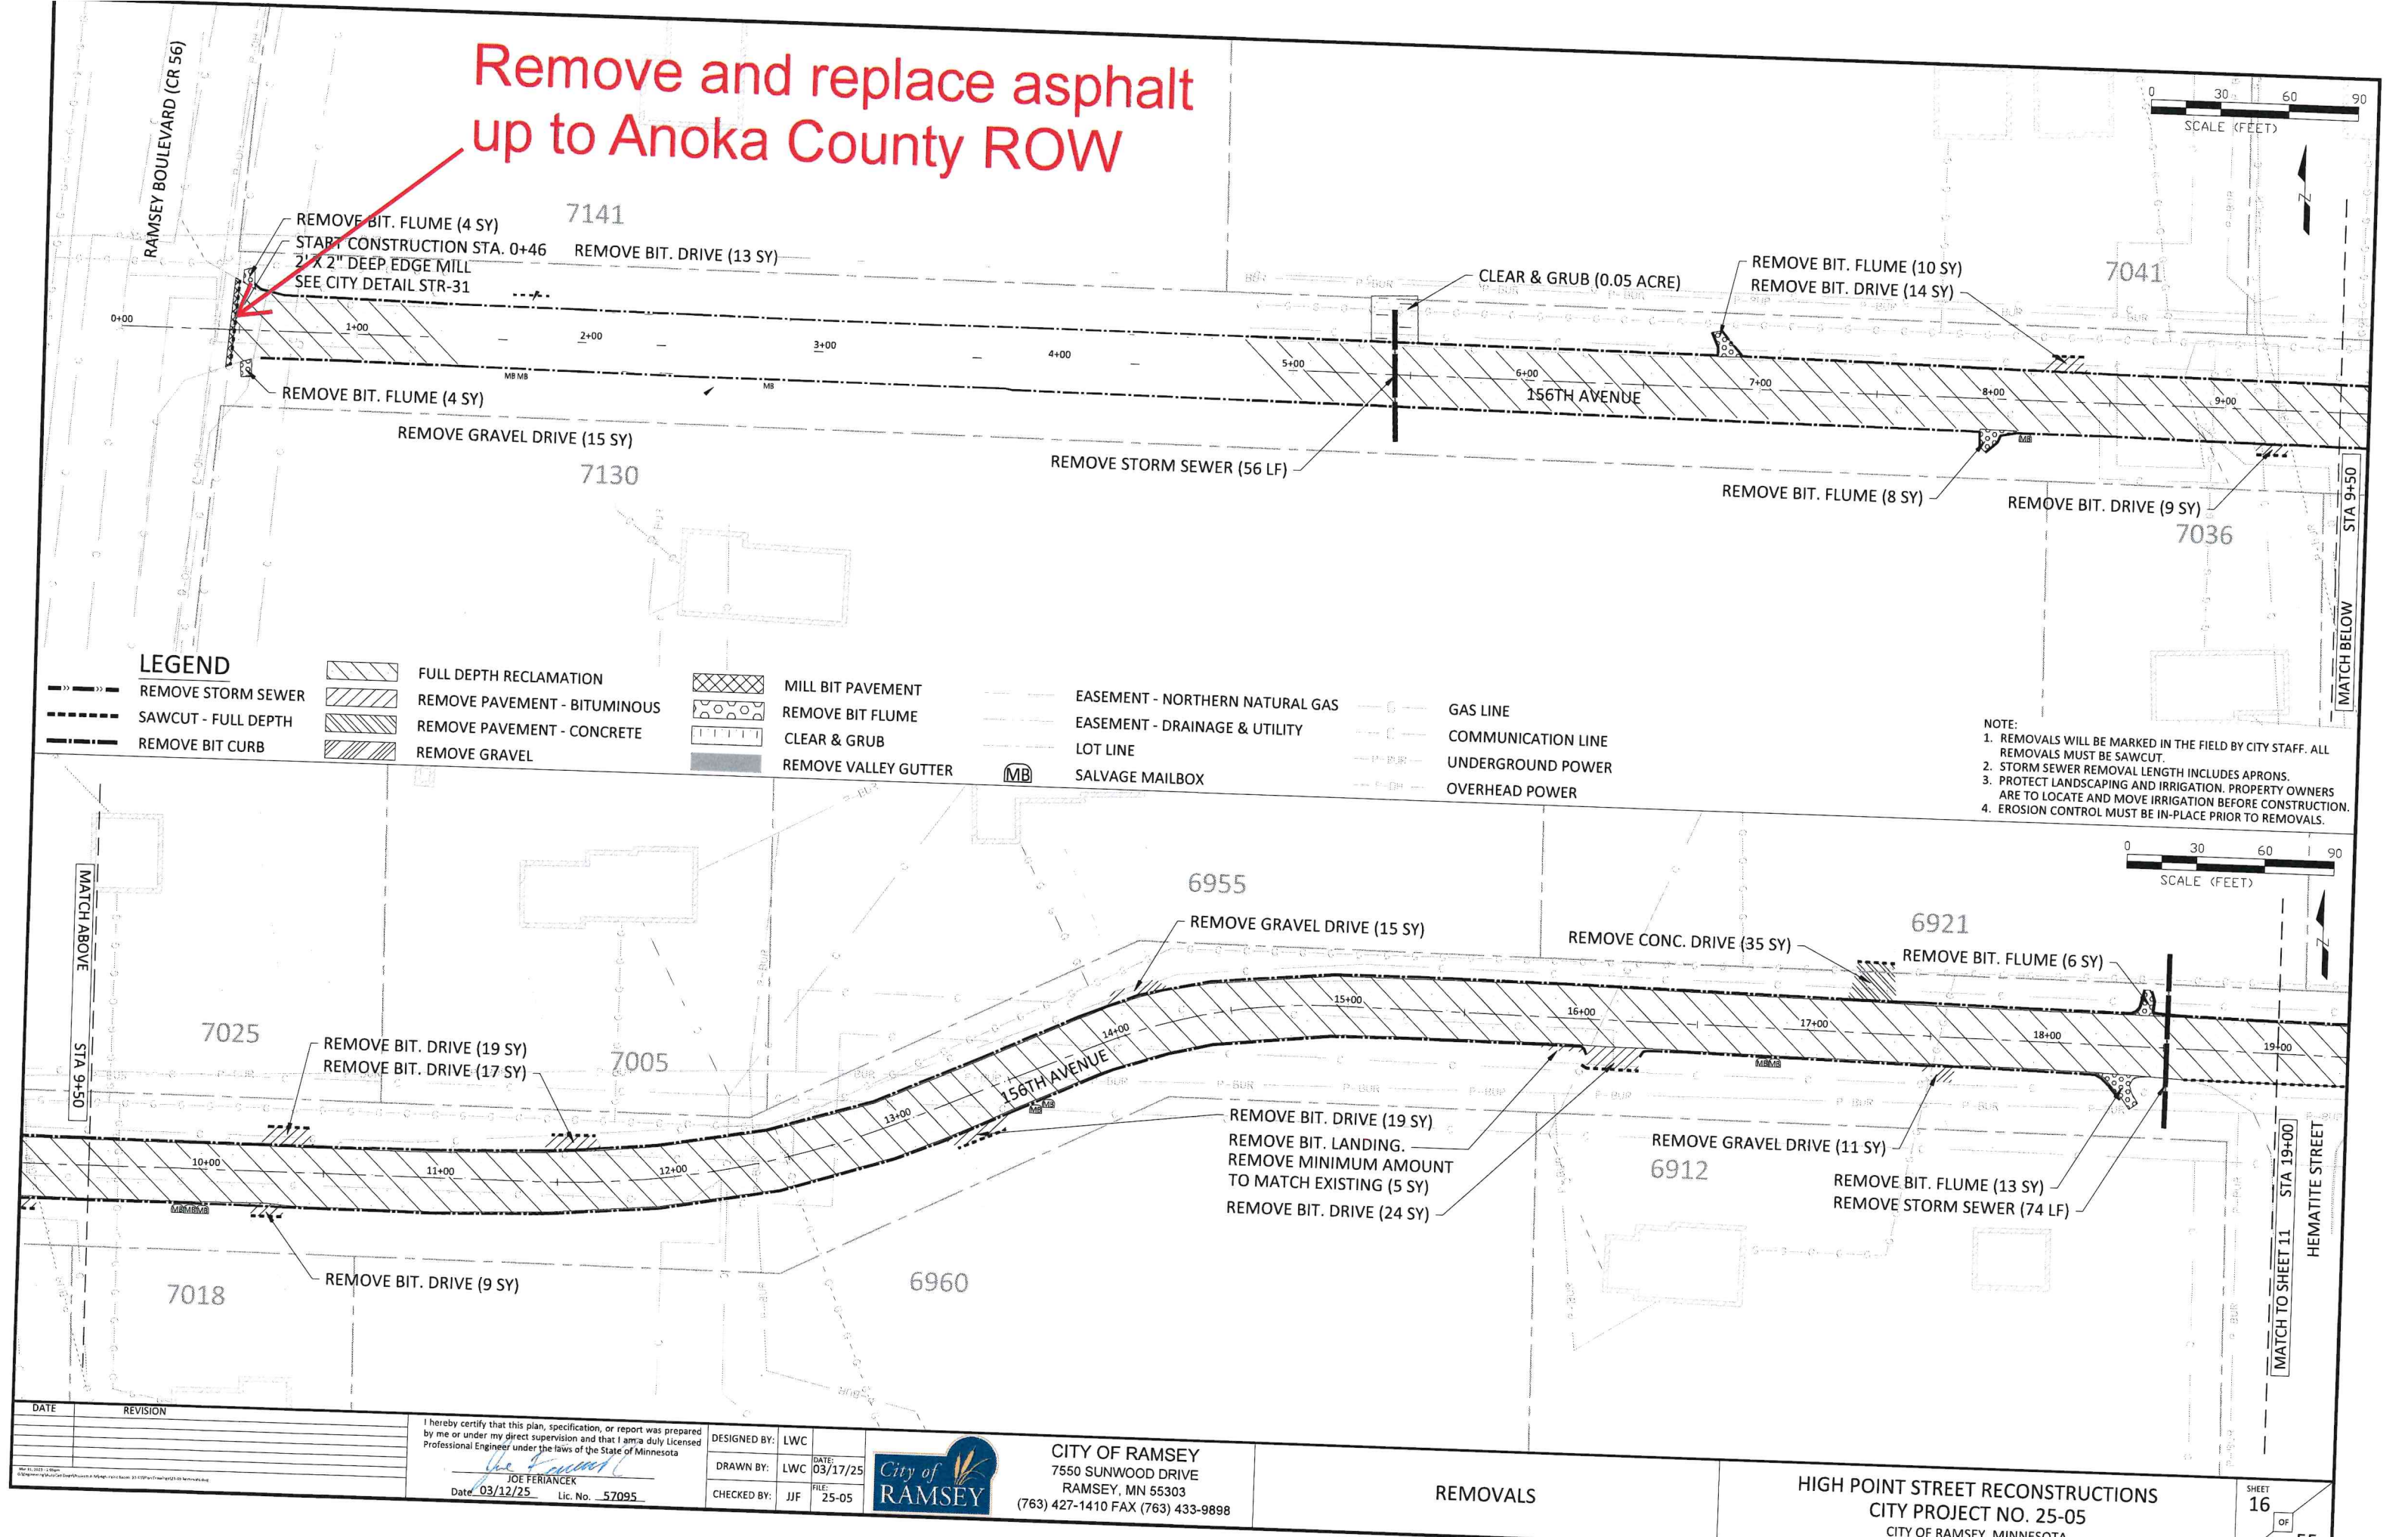 Remove and replace asphalt
up to Anoka County ROW
RAMSEY BOULEVARD (CR 56)
0 30 60 90
SCALE (FEET)
N
7141
REMOVE BIT. FLUME (4 SY)
START CONSTRUCTION STA. 0+46
2' X 2" DEEP EDGE MILL
SEE CITY DETAIL STR-31
REMOVE BIT. DRIVE (13 SY)
CLEAR & GRUB (0.05 ACRE)
REMOVE BIT. FLUME (10 SY)
REMOVE BIT. DRIVE (14 SY)
7041
0+00
1+00
2+00
3+00
4+00
5+00
6+00
7+00
8+00
9+00
156TH AVENUE
MB MB
MB
MB
REMOVE BIT. FLUME (4 SY)
REMOVE GRAVEL DRIVE (15 SY)
7130
REMOVE STORM SEWER (56 LF)
REMOVE BIT. FLUME (8 SY)
REMOVE BIT. DRIVE (9 SY)
7036
MATCH BELOW STA 9+50
LEGEND
REMOVE STORM SEWER
SAWCUT - FULL DEPTH
REMOVE BIT CURB
FULL DEPTH RECLAMATION
REMOVE PAVEMENT - BITUMINOUS
REMOVE PAVEMENT - CONCRETE
REMOVE GRAVEL
MILL BIT PAVEMENT
REMOVE BIT FLUME
CLEAR & GRUB
REMOVE VALLEY GUTTER
EASEMENT - NORTHERN NATURAL GAS
EASEMENT - DRAINAGE & UTILITY
LOT LINE
MB SALVAGE MAILBOX
G GAS LINE
C COMMUNICATION LINE
P-BUR UNDERGROUND POWER
P-OH OVERHEAD POWER
NOTE:
1. REMOVALS WILL BE MARKED IN THE FIELD BY CITY STAFF. ALL
REMOVALS MUST BE SAWCUT.
2. STORM SEWER REMOVAL LENGTH INCLUDES APRONS.
3. PROTECT LANDSCAPING AND IRRIGATION. PROPERTY OWNERS
ARE TO LOCATE AND MOVE IRRIGATION BEFORE CONSTRUCTION.
4. EROSION CONTROL MUST BE IN-PLACE PRIOR TO REMOVALS.
0 30 60 90
SCALE (FEET)
N
MATCH ABOVE STA 9+50
6955
REMOVE GRAVEL DRIVE (15 SY)
REMOVE CONC. DRIVE (35 SY)
6921
REMOVE BIT. FLUME (6 SY)
7025
REMOVE BIT. DRIVE (19 SY)
REMOVE BIT. DRIVE (17 SY)
7005
10+00
11+00
12+00
13+00
14+00
15+00
16+00
17+00
18+00
19+00
156TH AVENUE
REMOVE BIT. DRIVE (19 SY)
REMOVE BIT. LANDING.
REMOVE MINIMUM AMOUNT
TO MATCH EXISTING (5 SY)
REMOVE BIT. DRIVE (24 SY)
REMOVE GRAVEL DRIVE (11 SY)
6912
REMOVE BIT. FLUME (13 SY)
REMOVE STORM SEWER (74 LF)
REMOVE BIT. DRIVE (9 SY)
7018
6960
MATCH TO SHEET 11 STA 19+00
HEMATITE STREET
DATE REVISION
I hereby certify that this plan, specification, or report was prepared
by me or under my direct supervision and that I am a duly Licensed
Professional Engineer under the laws of the State of Minnesota
JOE FERIANCEK
Date 03/12/25 Lic. No. 57095
DESIGNED BY: LWC
DRAWN BY: LWC DATE: 03/17/25
CHECKED BY: JJF FILE: 25-05
City of
RAMSEY
CITY OF RAMSEY
7550 SUNWOOD DRIVE
RAMSEY, MN 55303
(763) 427-1410 FAX (763) 433-9898
REMOVALS
HIGH POINT STREET RECONSTRUCTIONS
CITY PROJECT NO. 25-05
CITY OF RAMSEY, MINNESOTA
SHEET
16
OF